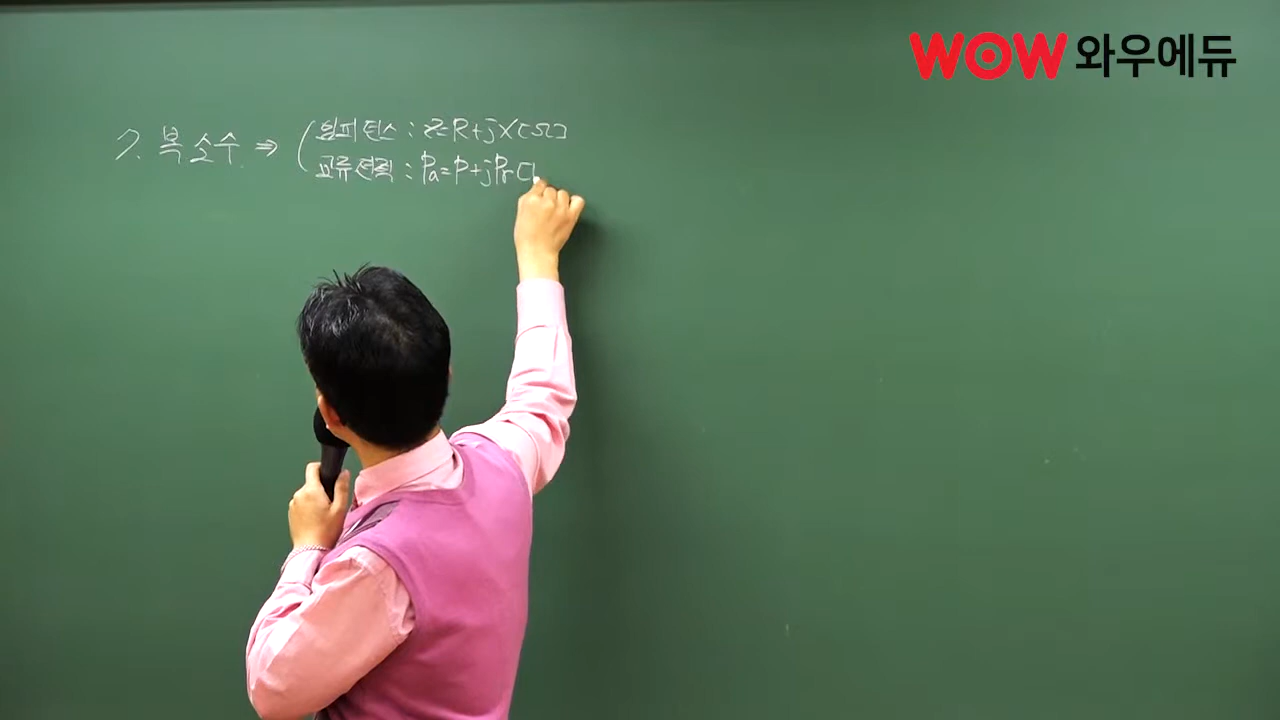 WOW 와우에듀
7. 복소수 ⇒ ( 임피던스 : Z=R+jX[Ω]
교류전력 : Pa=P+jPr[